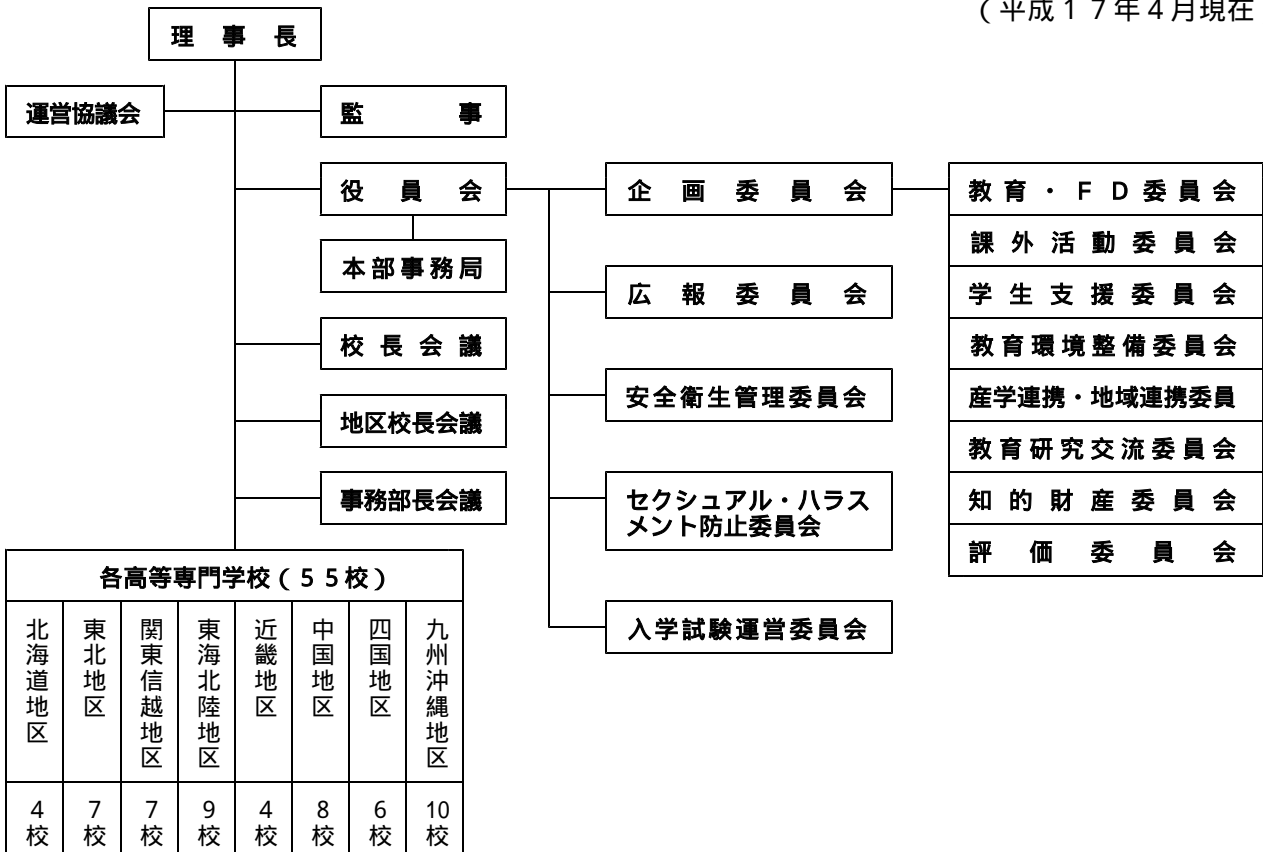 （平成１７年４月現在
理事長
運営協議会
監事
役員会
企画委員会
教育・ＦＤ委員会
課外活動委員会
本部事務局
広報委員会
学生支援委員会
校長会議
教育環境整備委員会
安全衛生管理委員会
産学連携・地域連携委員
地区校長会議
教育研究交流委員会
事務部長会議
セクシュアル・ハラス
メント防止委員会
知的財産委員会
評価委員会
各高等専門学校（５５校）
入学試験運営委員会
北海道地区
東北地区
関東信越地区
東海北陸地区
近畿地区
中国地区
四国地区
九州沖縄地区
4校
7校
7校
9校
4校
8校
6校
10校